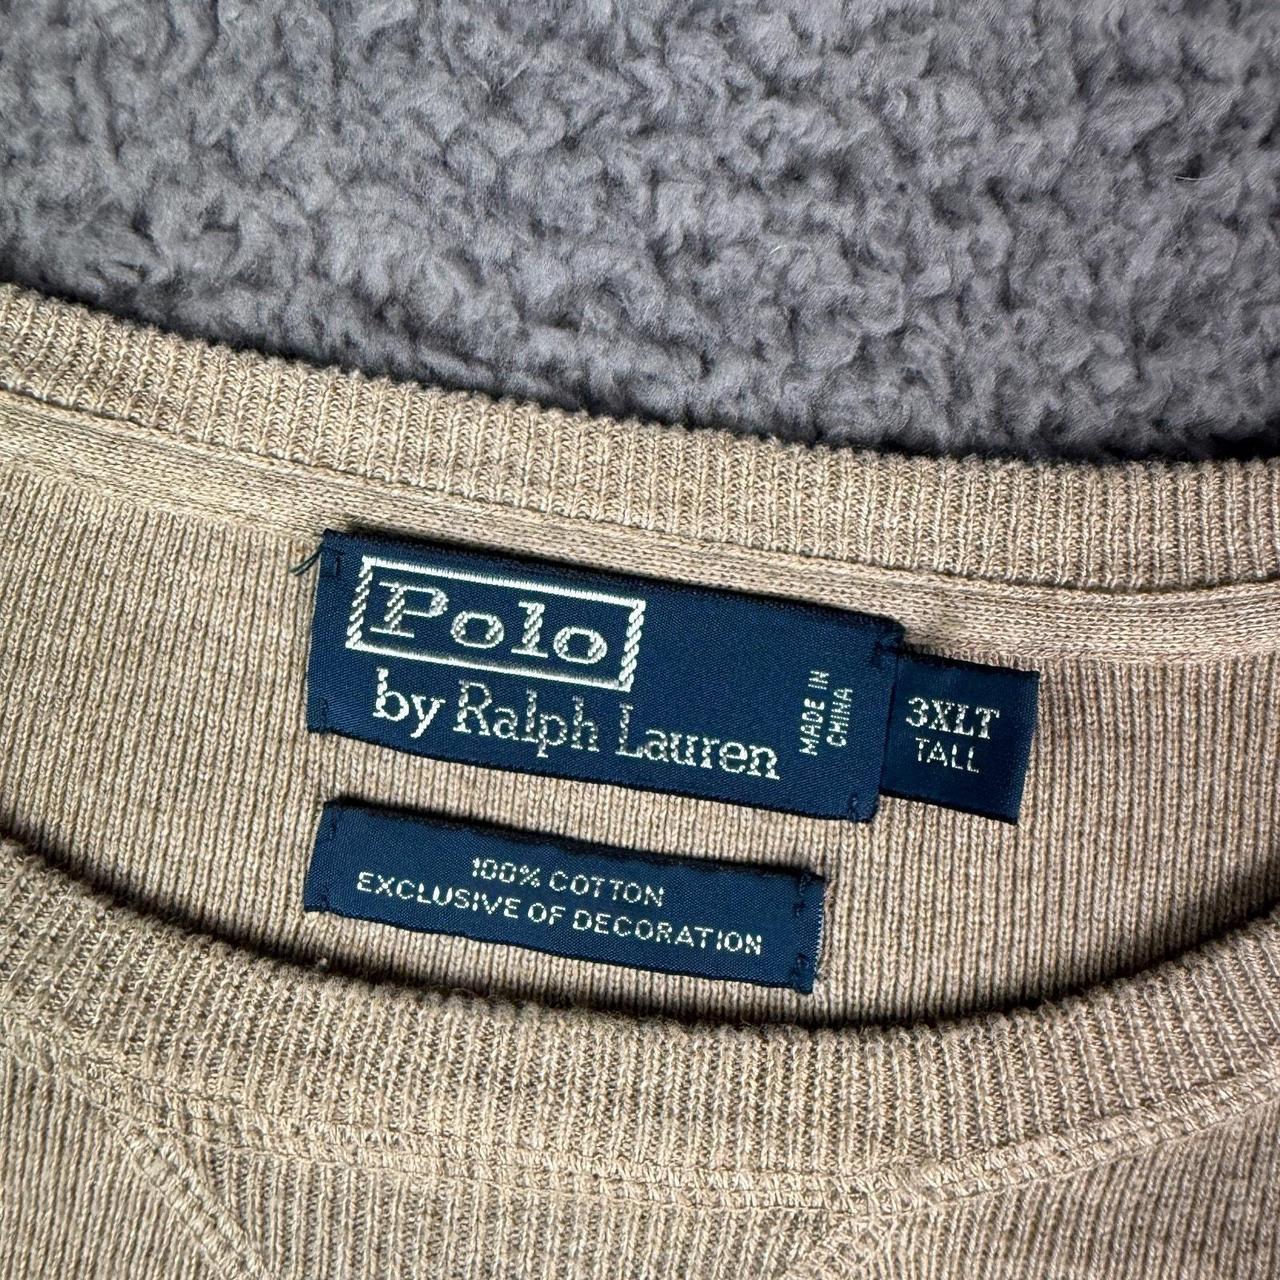 Polo
by Ralph Lauren
MADE IN
CHINA
3XLT
TALL
100% COTTON
EXCLUSIVE OF DECORATION